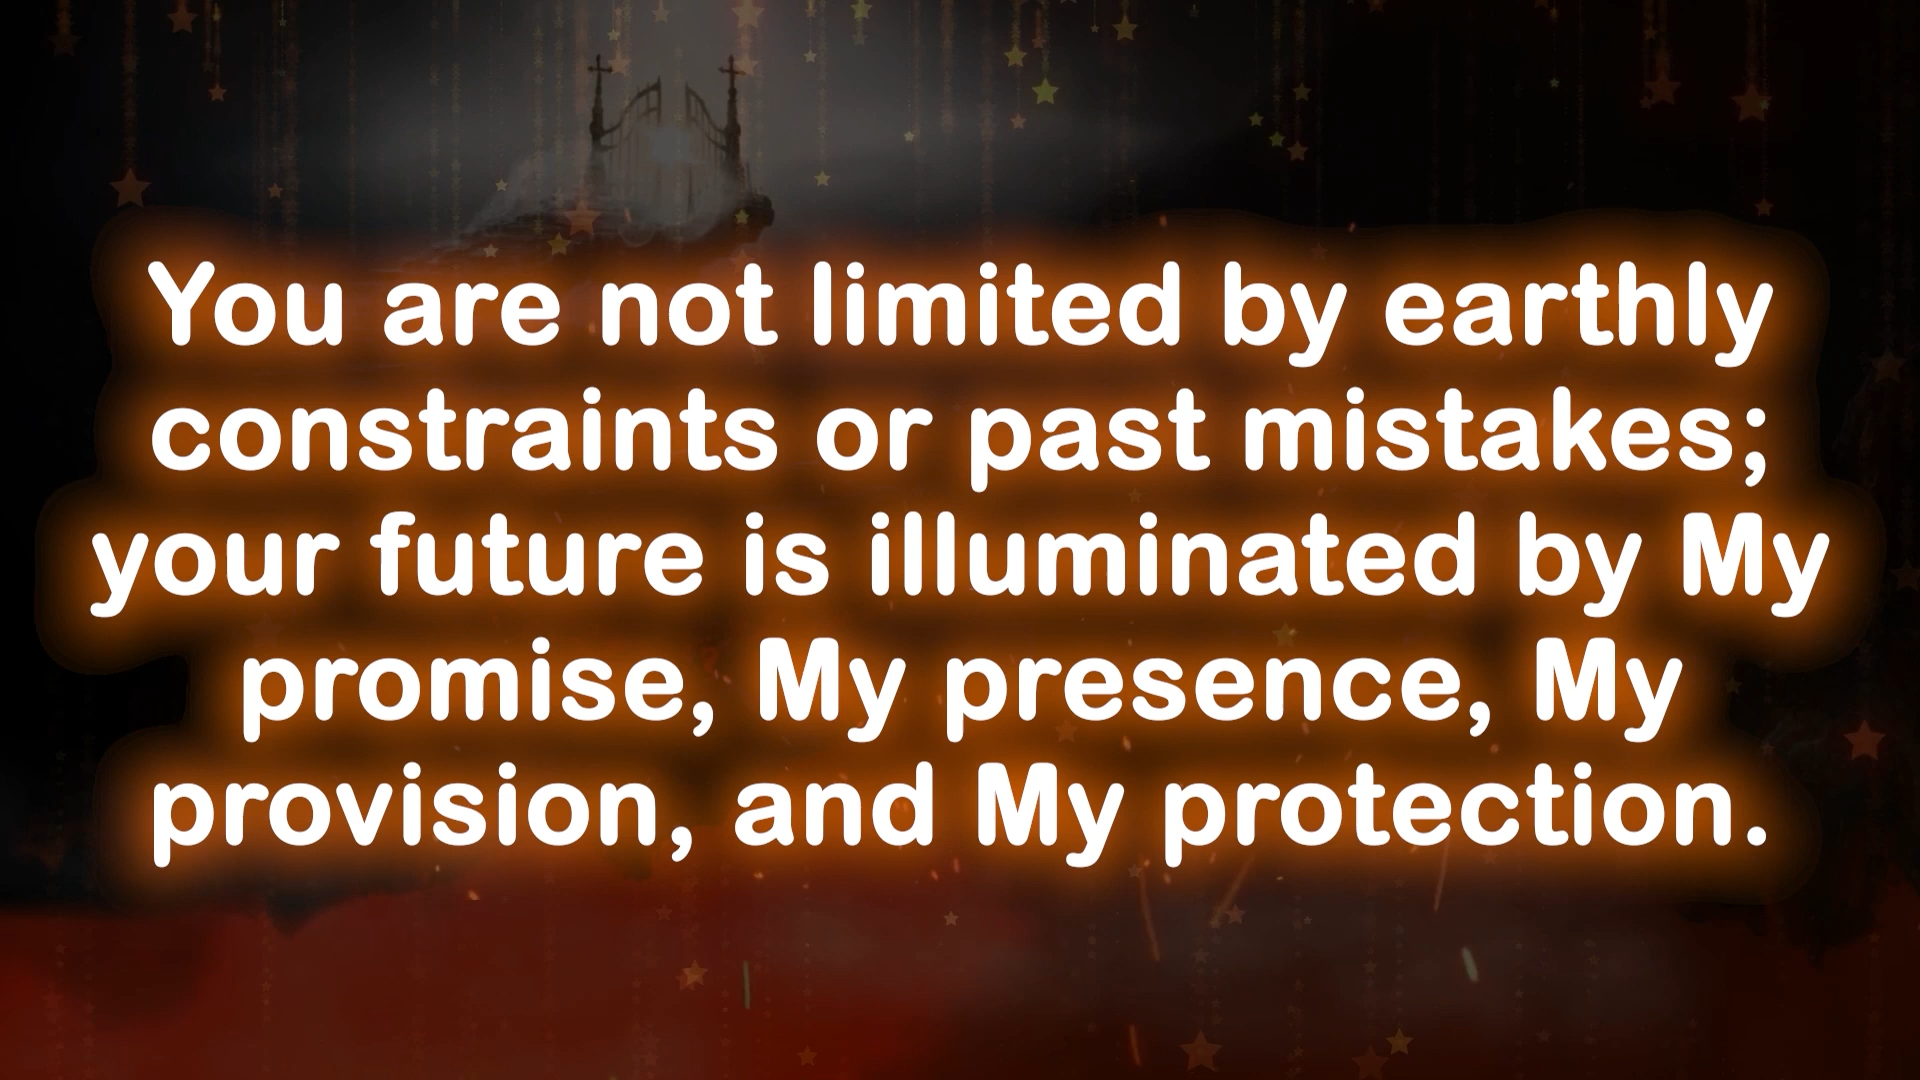 You are not limited by earthly
constraints or past mistakes;
your future is illuminated by My
promise, My presence, My
provision, and My protection.